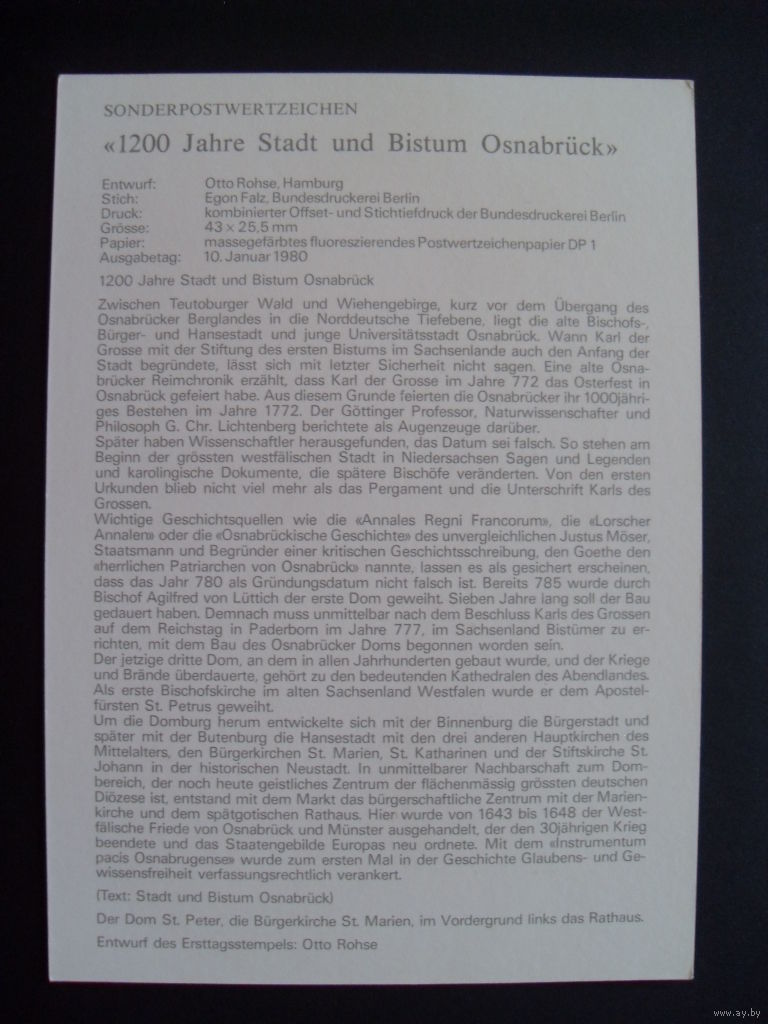 SONDERPOSTWERTZEICHEN
«1200 Jahre Stadt und Bistum Osnabrück»
Entwurf: Otto Rohse, Hamburg
Stich: Egon Falz, Bundesdruckerei Berlin
Druck: kombinierter Offset- und Stichtiefdruck der Bundesdruckerei Berlin
Grösse: 43 × 25,5 mm
Papier: massegefärbtes fluoreszierendes Postwertzeichenpapier DP 1
Ausgabetag: 10. Januar 1980
1200 Jahre Stadt und Bistum Osnabrück
Zwischen Teutoburger Wald und Wiehengebirge, kurz vor dem Übergang des
Osnabrücker Berglandes in die Norddeutsche Tiefebene, liegt die alte Bischofs-,
Bürger- und Hansestadt und junge Universitätsstadt Osnabrück. Wann Karl der
Grosse mit der Stiftung des ersten Bistums im Sachsenlande auch den Anfang der
Stadt begründete, lässt sich mit letzter Sicherheit nicht sagen. Eine alte Osna-
brücker Reimchronik erzählt, dass Karl der Grosse im Jahre 772 das Osterfest in
Osnabrück gefeiert habe. Aus diesem Grunde feierten die Osnabrücker ihr 1000jähri-
ges Bestehen im Jahre 1772. Der Göttinger Professor, Naturwissenschafter und
Philosoph G. Chr. Lichtenberg berichtete als Augenzeuge darüber.
Später haben Wissenschaftler herausgefunden, das Datum sei falsch. So stehen am
Beginn der grössten westfälischen Stadt in Niedersachsen Sagen und Legenden
und karolingische Dokumente, die spätere Bischöfe veränderten. Von den ersten
Urkunden blieb nicht viel mehr als das Pergament und die Unterschrift Karls des
Grossen.
Wichtige Geschichtsquellen wie die «Annales Regni Francorum», die «Lorscher
Annalen» oder die «Osnabrückische Geschichte» des unvergleichlichen Justus Möser,
Staatsmann und Begründer einer kritischen Geschichtsschreibung, den Goethe den
«herrlichen Patriarchen von Osnabrück» nannte, lassen es als gesichert erscheinen,
dass das Jahr 780 als Gründungsdatum nicht falsch ist. Bereits 785 wurde durch
Bischof Agilfred von Lüttich der erste Dom geweiht. Sieben Jahre lang soll der Bau
gedauert haben. Demnach muss unmittelbar nach dem Beschluss Karls des Grossen
auf dem Reichstag in Paderborn im Jahre 777, im Sachsenland Bistümer zu er-
richten, mit dem Bau des Osnabrücker Doms begonnen worden sein.
Der jetzige dritte Dom, an dem in allen Jahrhunderten gebaut wurde, und der Kriege
und Brände überdauerte, gehört zu den bedeutenden Kathedralen des Abendlandes.
Als erste Bischofskirche im alten Sachsenland Westfalen wurde er dem Apostel-
fürsten St. Petrus geweiht.
Um die Domburg herum entwickelte sich mit der Binnenburg die Bürgerstadt und
später mit der Butenburg die Hansestadt mit den drei anderen Hauptkirchen des
Mittelalters, den Bürgerkirchen St. Marien, St. Katharinen und der Stiftskirche St.
Johann in der historischen Neustadt. In unmittelbarer Nachbarschaft zum Dom-
bereich, der noch heute geistliches Zentrum der flächenmässig grössten deutschen
Diözese ist, entstand mit dem Markt das bürgerschaftliche Zentrum mit der Marien-
kirche und dem spätgotischen Rathaus. Hier wurde von 1643 bis 1648 der West-
fälische Friede von Osnabrück und Münster ausgehandelt, der den 30jährigen Krieg
beendete und das Staatengebilde Europas neu ordnete. Mit dem «Instrumentum
pacis Osnabrugense» wurde zum ersten Mal in der Geschichte Glaubens- und Ge-
wissensfreiheit verfassungsrechtlich verankert.
(Text: Stadt und Bistum Osnabrück)
Der Dom St. Peter, die Bürgerkirche St. Marien, im Vordergrund links das Rathaus.
Entwurf des Ersttagsstempels: Otto Rohse
www.ay.by